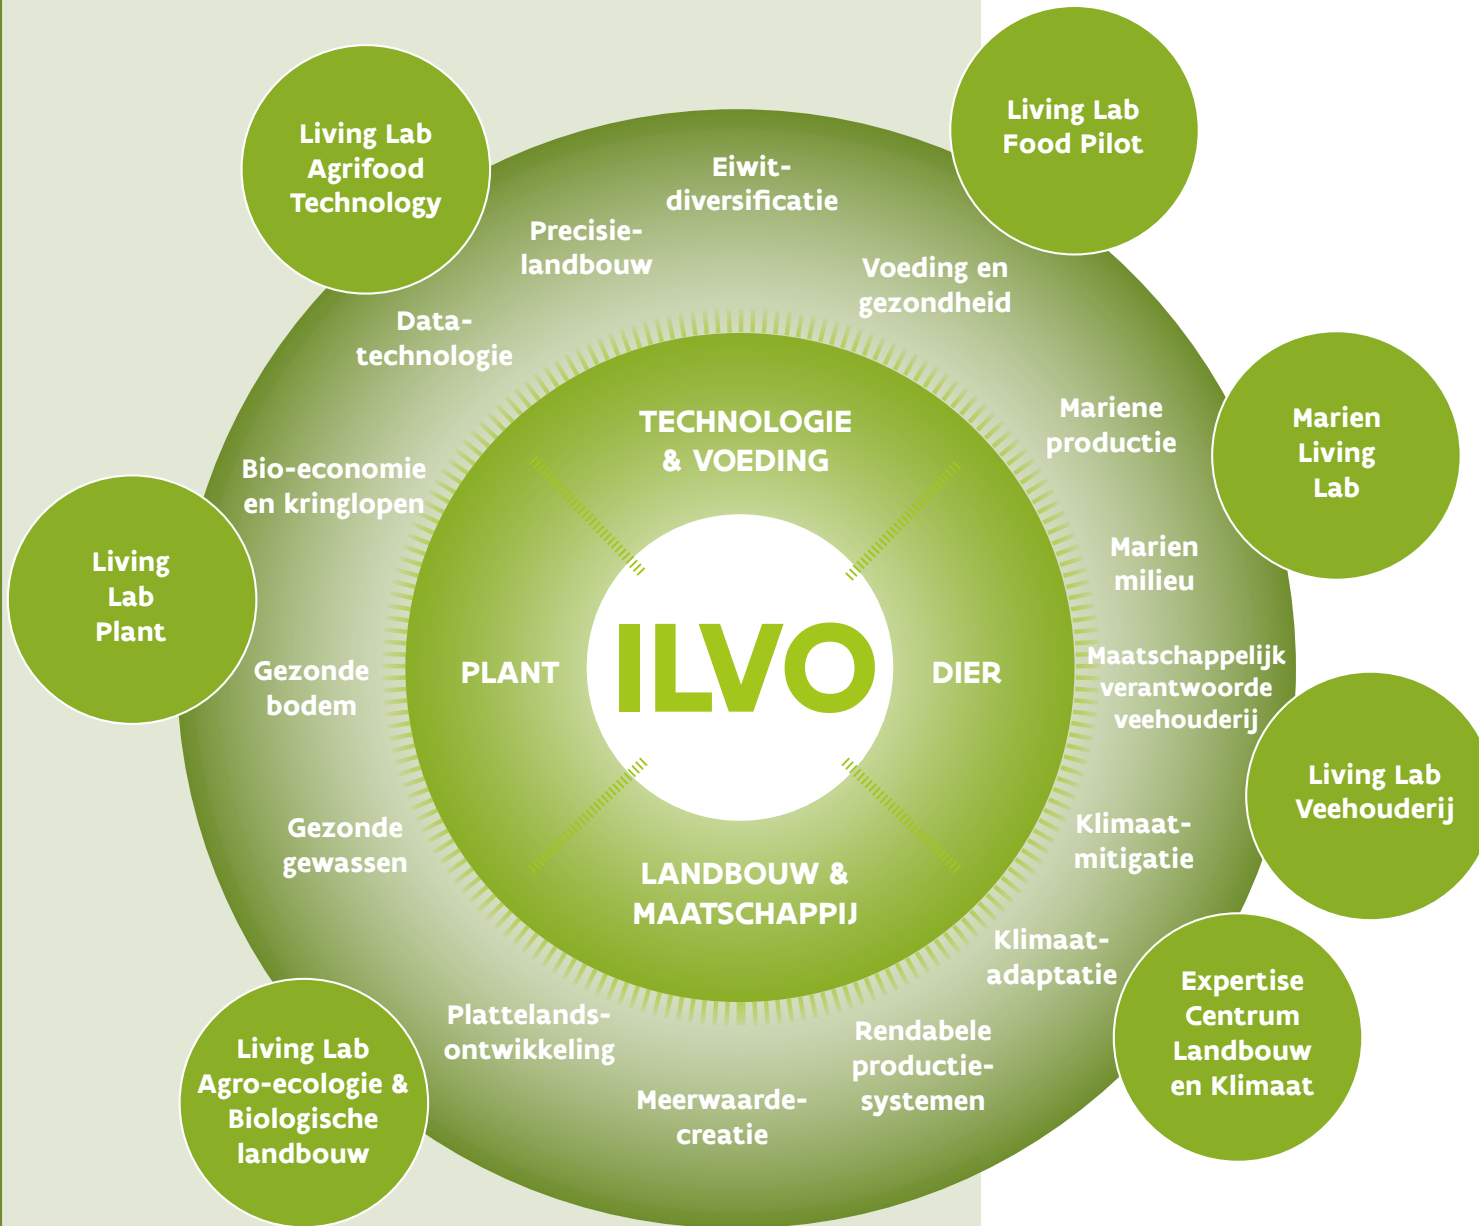 Living Lab
Agrifood
Technology
Living Lab
Food Pilot
Eiwit-
diversificatie
Precisie-
landbouw
Voeding en
gezondheid
Data-
technologie
Mariene
productie
Marien
Living
Lab
TECHNOLOGIE
& VOEDING
Bio-economie
en kringlopen
Marien
milieu
Living
Lab
Plant
Gezonde
bodem
PLANT
ILVO
DIER
Maatschappelijk
verantwoorde
veehouderij
Living Lab
Veehouderij
Gezonde
gewassen
Klimaat-
mitigatie
LANDBOUW &
MAATSCHAPPIJ
Klimaat-
adaptatie
Expertise
Centrum
Landbouw
en Klimaat
Plattelands-
ontwikkeling
Rendabele
productie-
systemen
Living Lab
Agro-ecologie &
Biologische
landbouw
Meerwaarde-
creatie